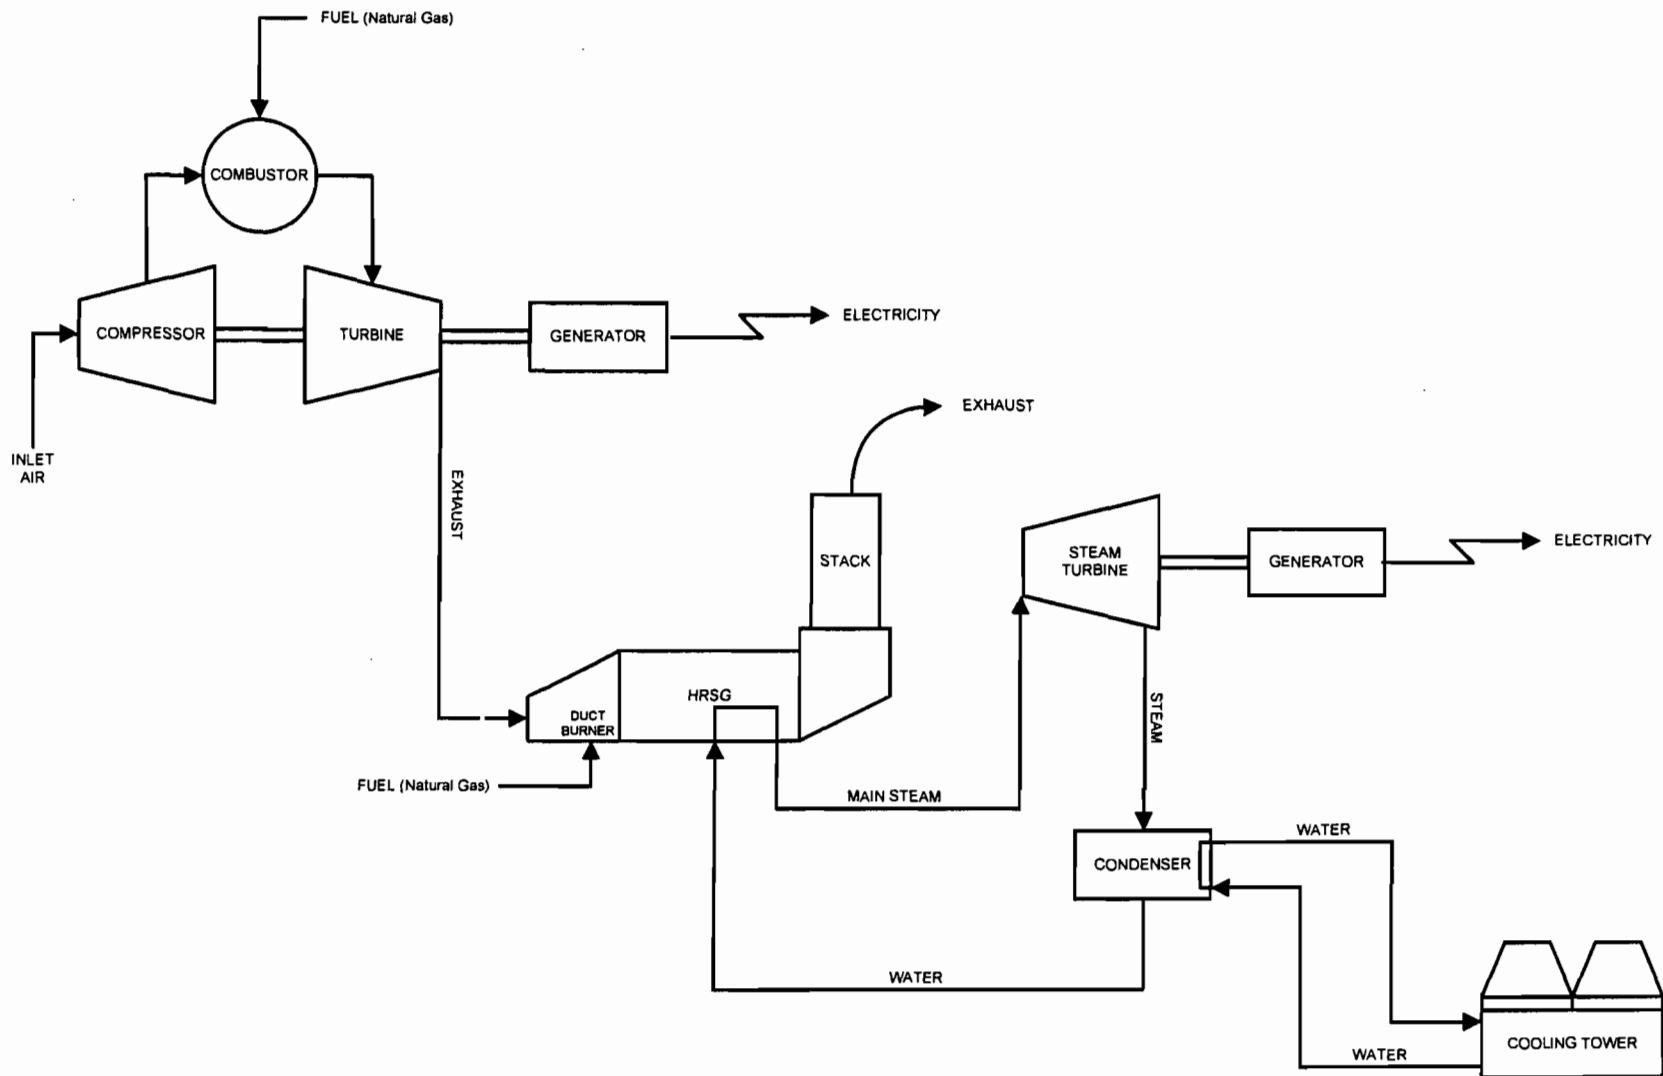 FUEL (Natural Gas)
COMBUSTOR
COMPRESSOR
TURBINE
GENERATOR
ELECTRICITY
INLET
AIR
EXHAUST
EXHAUST
STACK
STEAM
TURBINE
GENERATOR
ELECTRICITY
HRSG
DUCT
BURNER
FUEL (Natural Gas)
MAIN STEAM
STEAM
CONDENSER
WATER
WATER
COOLING TOWER
WATER